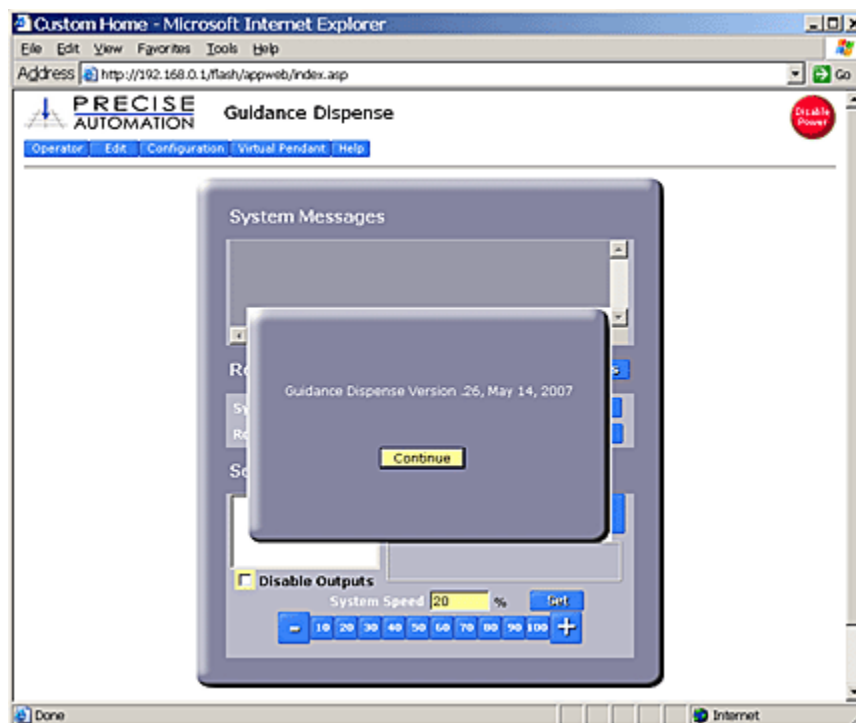 Custom Home - Microsoft Internet Explorer
File Edit View Favorites Tools Help
Address http://192.168.0.1/flash/appweb/index.asp Go
PRECISE
AUTOMATION
Guidance Dispense
Disable
Power
Operator Edit Configuration Virtual Pendant Help
System Messages
Guidance Dispense Version .26, May 14, 2007
Continue
Disable Outputs
System Speed 20 % Set
- 10 20 30 40 50 60 70 80 90 100 +
Done Internet